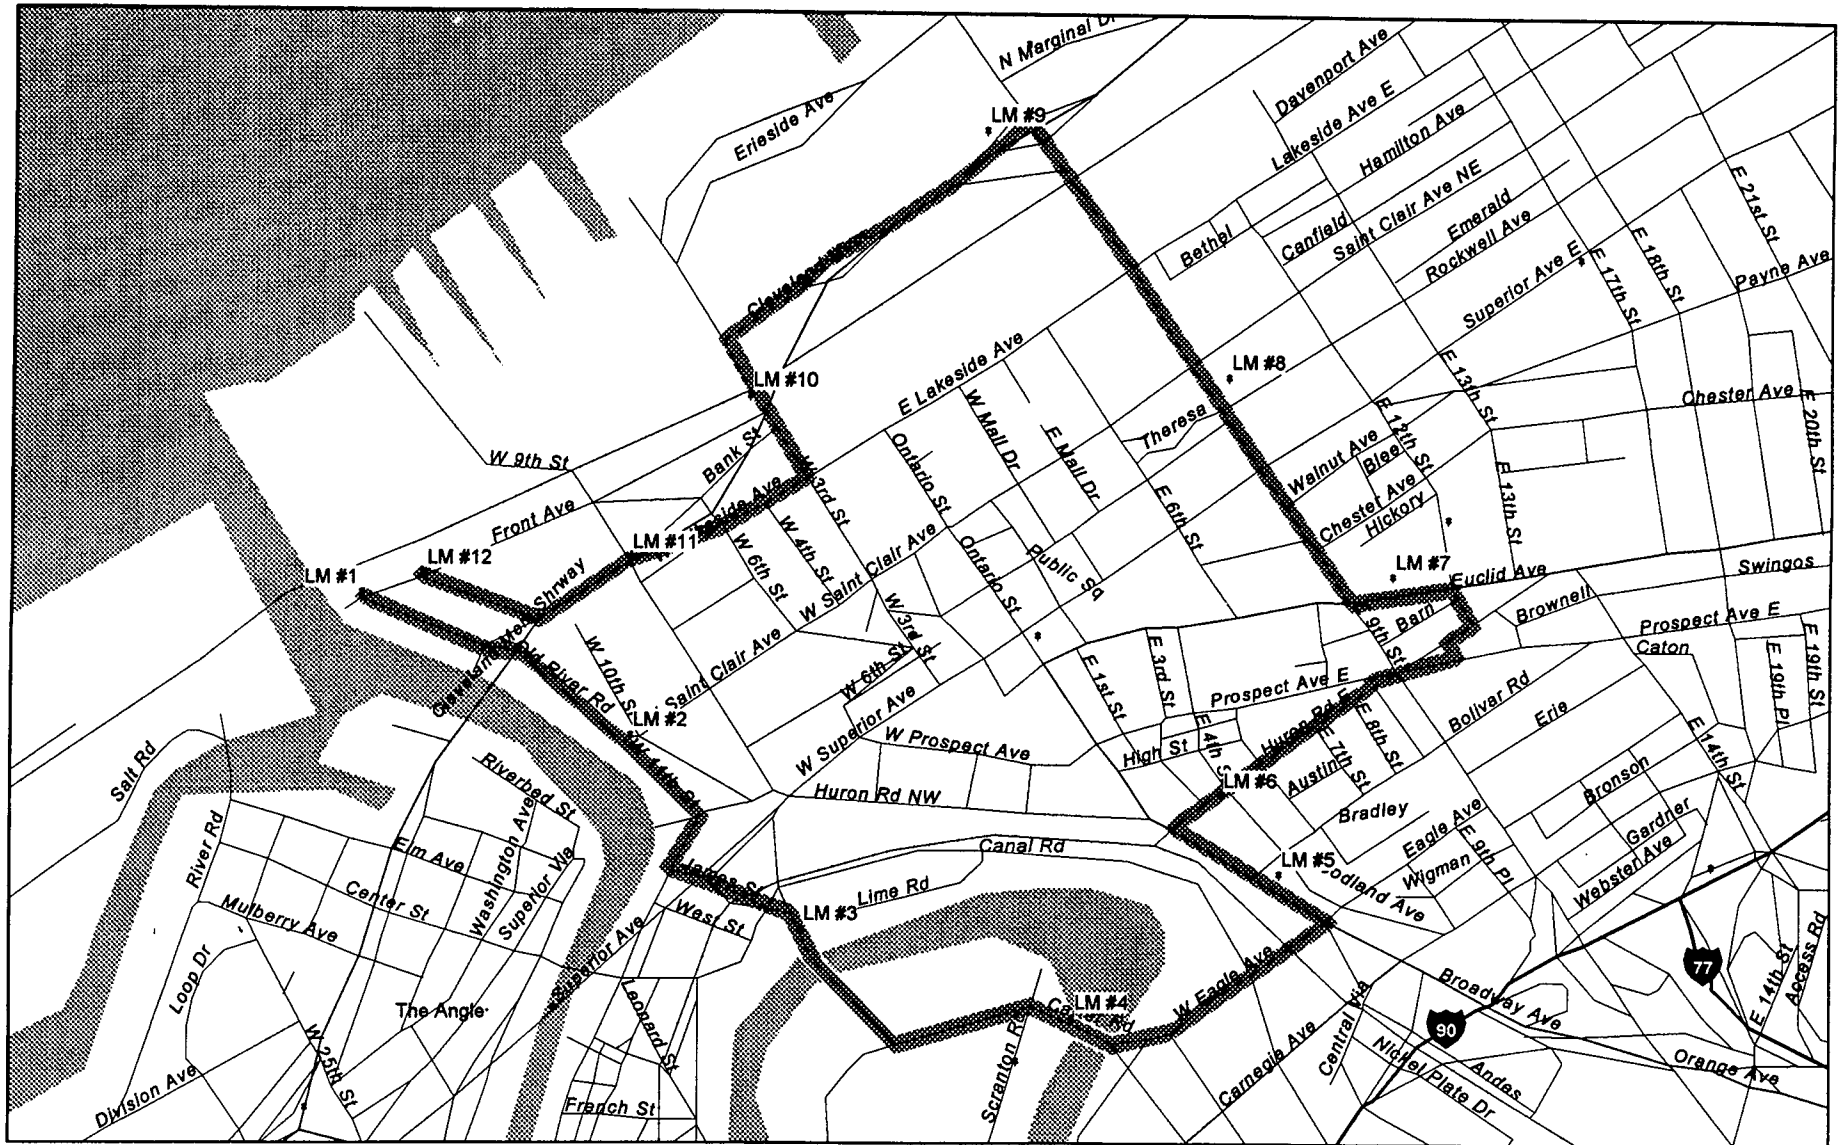 N Marginal Dr
Davenport Ave
Erieside Ave
LM #9
Lakeside Ave E
Hamilton Ave
Saint Clair Ave NE
Canfield
Bethel
Emerald
Rockwell Ave
Superior Ave E
E 17th St
E 18th St
E 21st St
Payne Ave
LM #10
LM #8
E Lakeside Ave
W Mall Dr
E Mall Dr
Theresa
E 13th St
E 12th St
Chester Ave
E 20th St
W 9th St
Bank St
W 3rd St
Ontario St
Walnut Ave
Blee
Chester Ave
Hickory
E 13th St
E 6th St
Front Ave
W 6th St
W 4th St
W Saint Clair Ave
Ontario St
Public Sq
LM #12
LM #11
LM #1
Shrway
LM #7
Euclid Ave
Swingos
Brownell
Barn
Prospect Ave E
Caton
E 19th Pl
E 19th St
Old River Rd
W 10th St
Saint Clair Ave
W 6th St
W 3rd St
W Superior Ave
E 1st St
E 3rd St
Prospect Ave E
9th St
Bolivar Rd
Erie
E 14th St
LM #2
W 11th St
W Prospect Ave
High St
E 4th St
Huron Rd E
E 7th St
E 8th St
Salt Rd
Riverbed St
Huron Rd NW
LM #6
Austin
Bradley
Bronson
Gardner
River Rd
Elm Ave
Washington Ave
Superior Via
James St
Canal Rd
Lime Rd
LM #5
Eagle Ave
Wigman
E 9th Pl
Webster Ave
Mulberry Ave
Center St
West St
LM #3
Loop Dr
Superior Ave
The Angle
Leonard St
W 25th St
LM #4
W Eagle Ave
Scranton Rd
Carnegie Ave
Central Via
Broadway Ave
90
77
E 14th St
Access Rd
Division Ave
French St
Nickel Plate Dr
Andes
Orange Ave